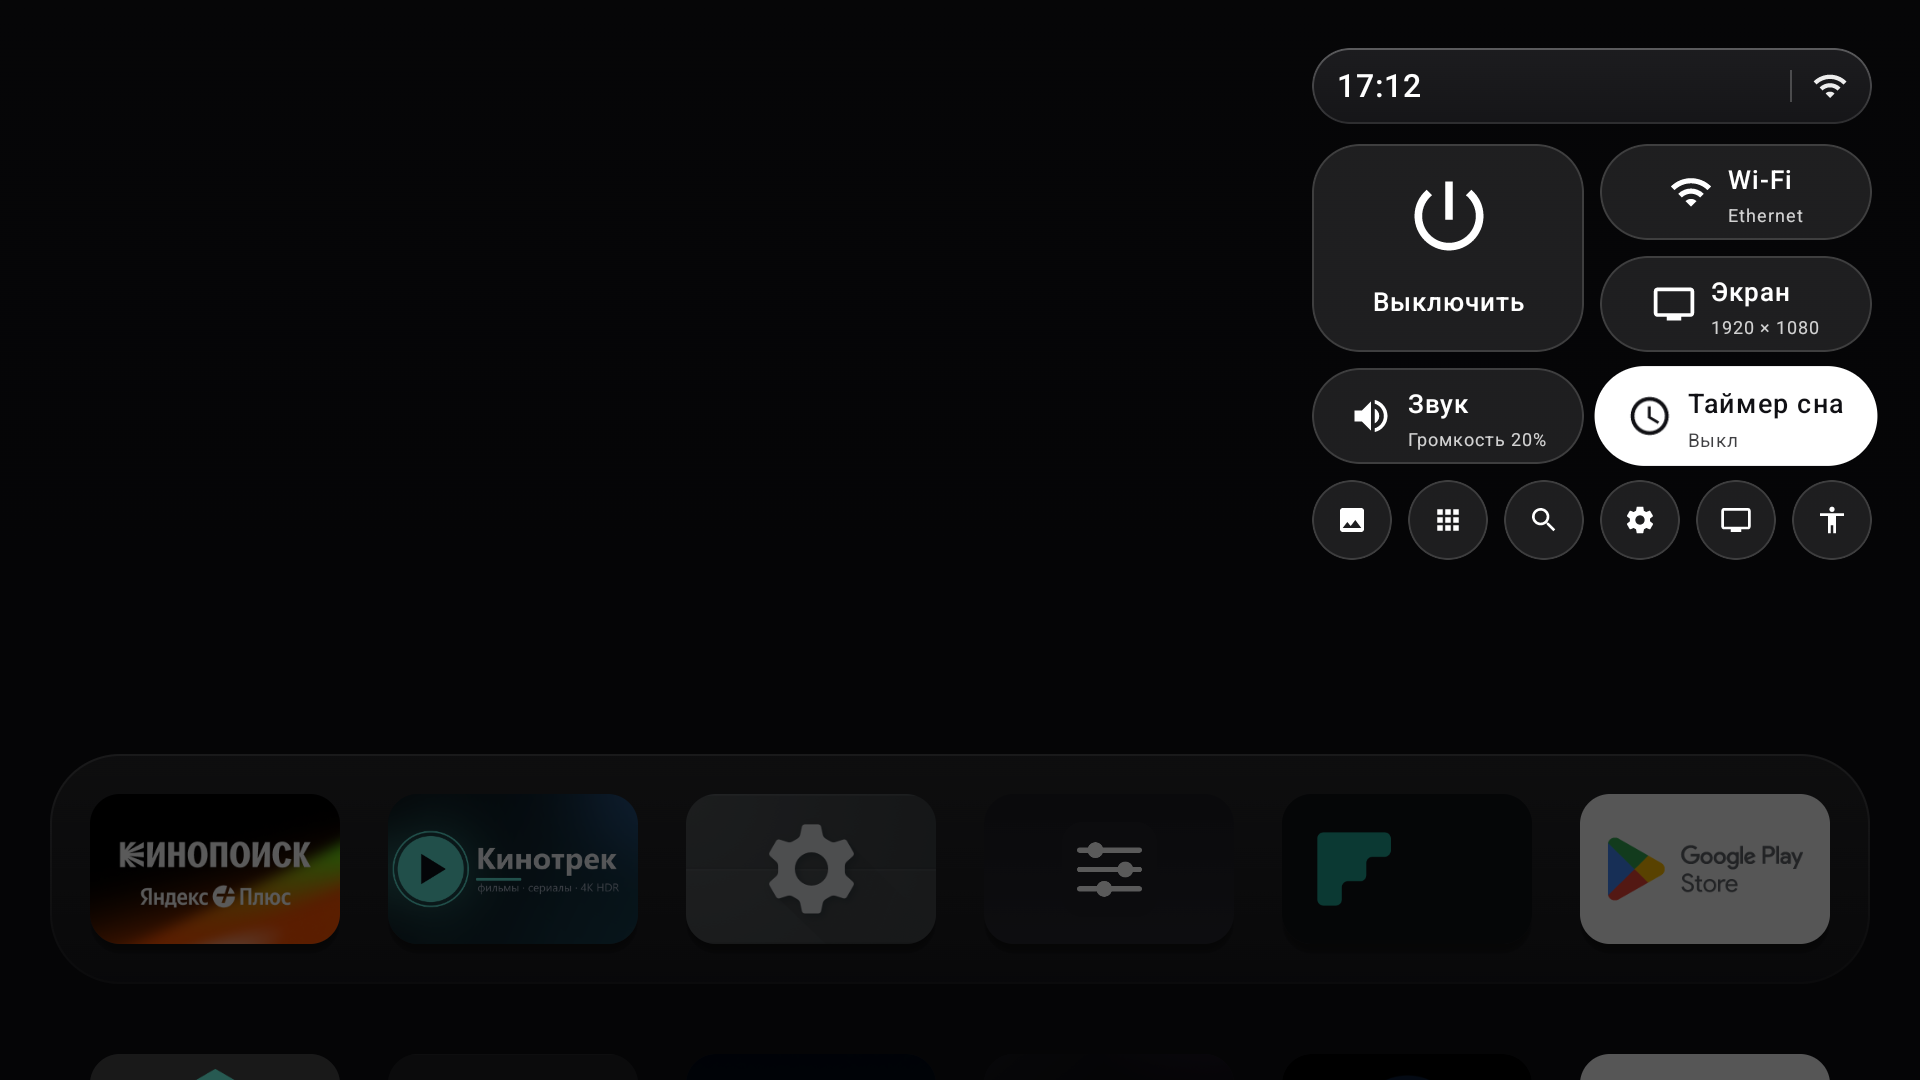 17:12
Выключить
Wi-Fi
Ethernet
Экран
1920 × 1080
Звук
Громкость 20%
Таймер сна
Выкл
КИНОПОИСК
Яндекс Плюс
Кинотрек
фильмы · сериалы · 4K HDR
Google Play
Store